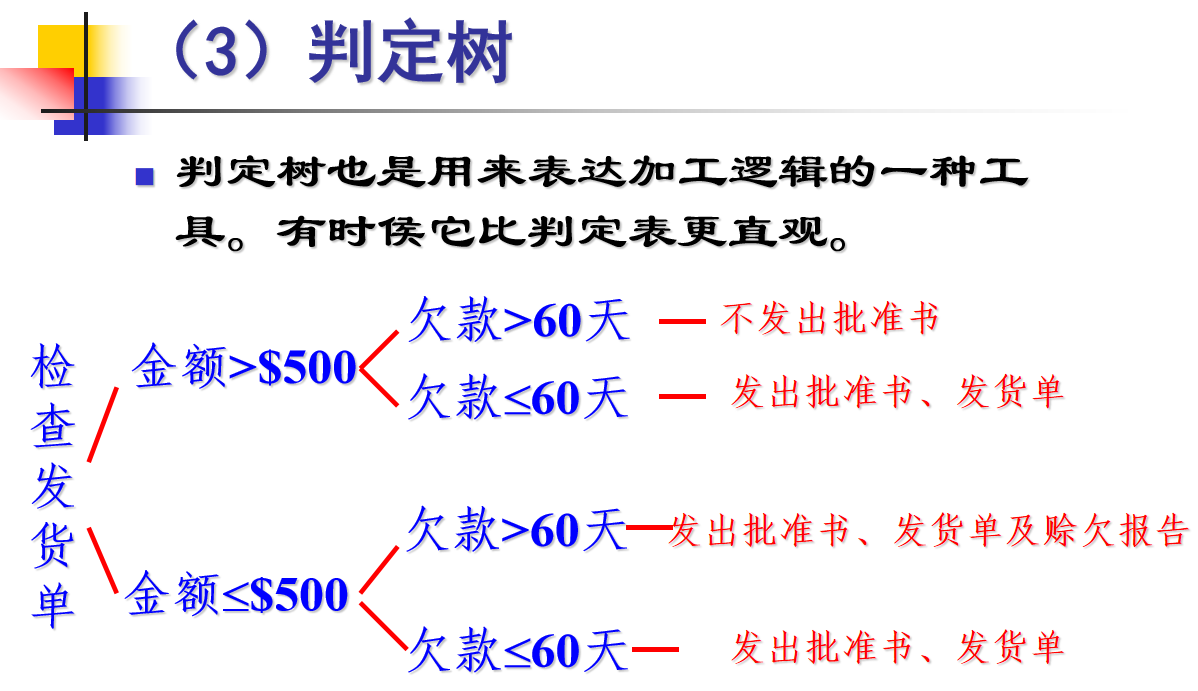 （3）判定树
判定树也是用来表达加工逻辑的一种工
具。有时侯它比判定表更直观。
检查发货单
金额>$500
欠款>60天
不发出批准书
欠款≤60天
发出批准书、发货单
金额≤$500
欠款>60天
发出批准书、发货单及赊欠报告
欠款≤60天
发出批准书、发货单